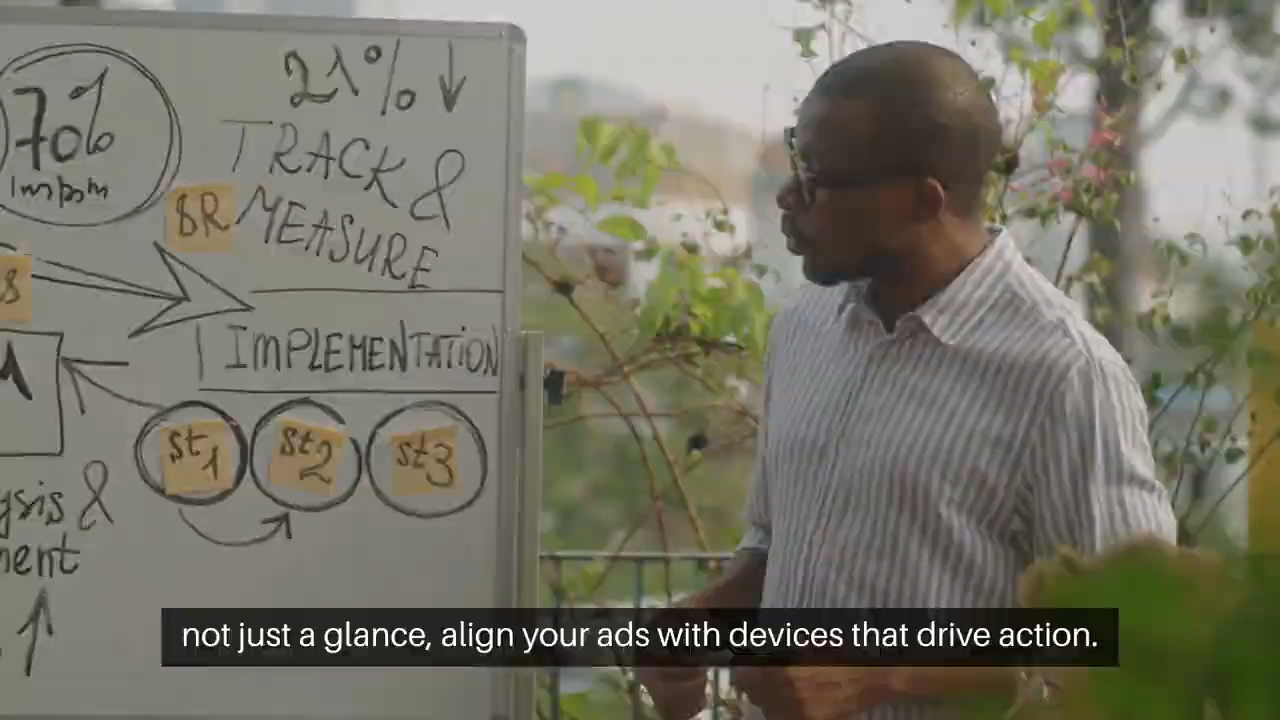 70%
21% ↓
TRACK &
BR
MEASURE
IMPLEMENTATION
st1
st2
st3
ysis &
ment
not just a glance, align your ads with devices that drive action.